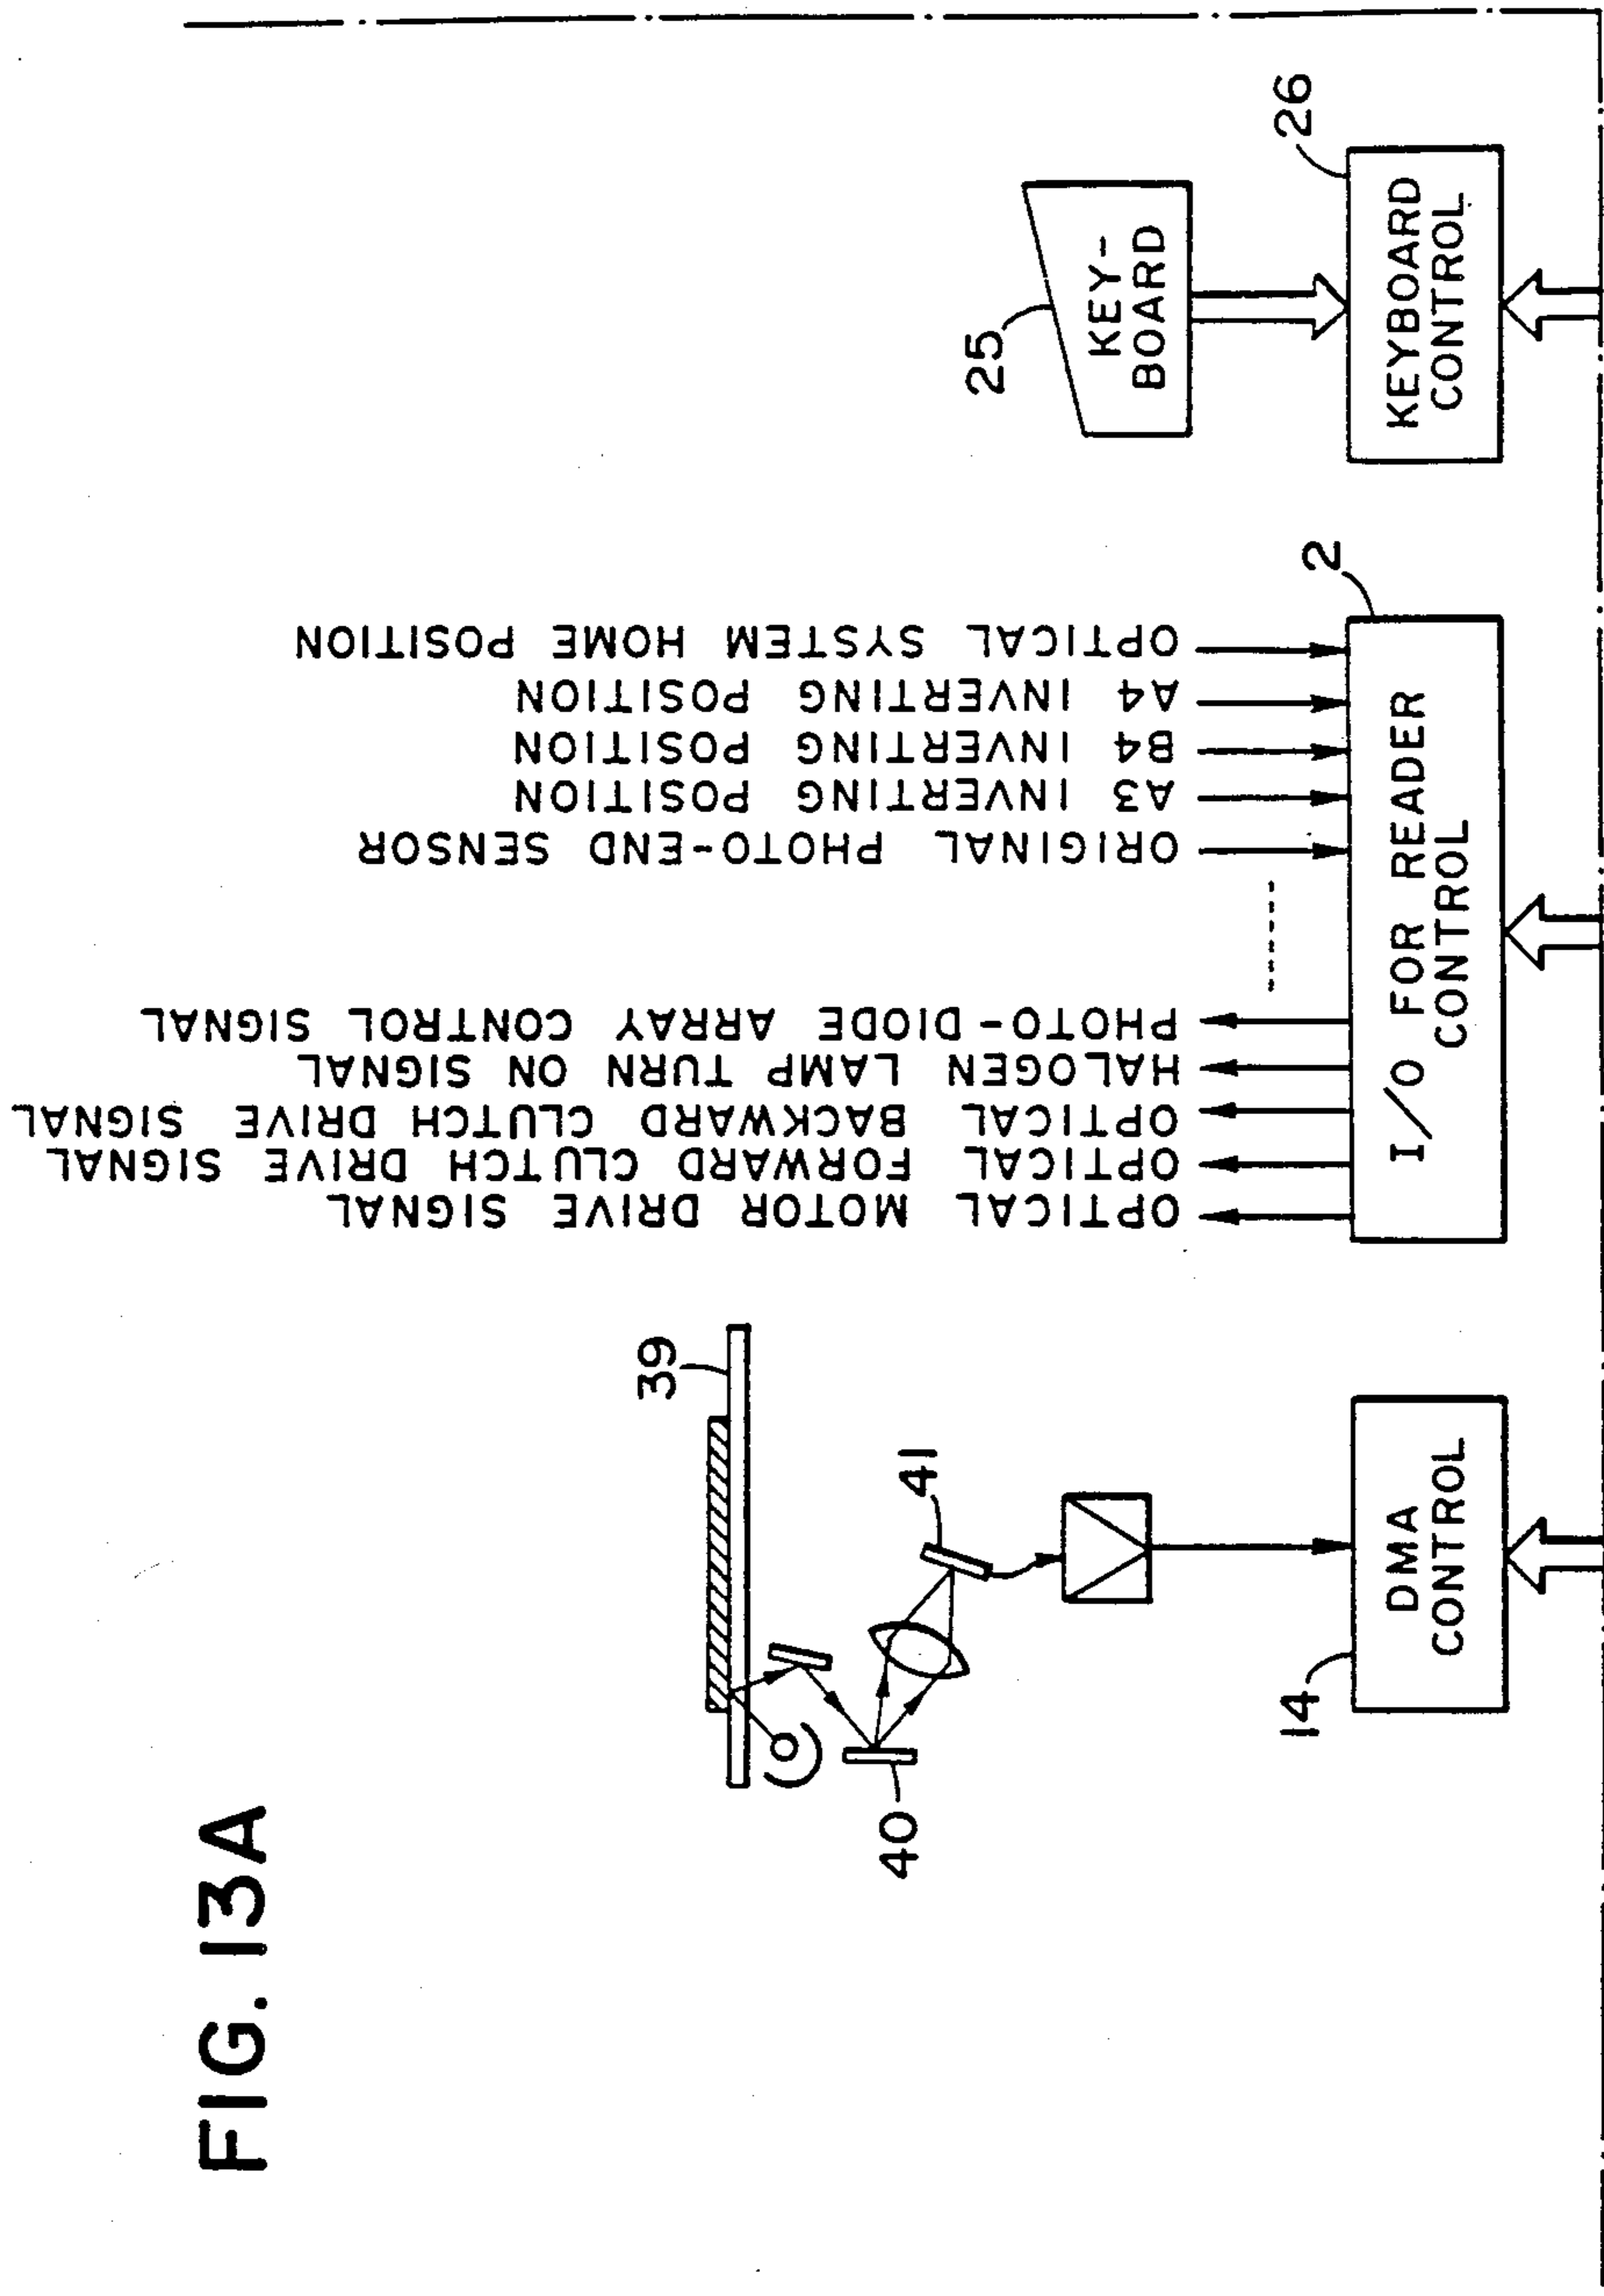 FIG. 13A
39
40
41
14
DMA
CONTROL
OPTICAL MOTOR DRIVE SIGNAL
OPTICAL FORWARD CLUTCH DRIVE SIGNAL
OPTICAL BACKWARD CLUTCH DRIVE SIGNAL
HALOGEN LAMP TURN ON SIGNAL
PHOTO-DIODE ARRAY CONTROL SIGNAL
ORIGINAL PHOTO-END SENSOR
A3 INVERTING POSITION
B4 INVERTING POSITION
A4 INVERTING POSITION
OPTICAL SYSTEM HOME POSITION
2
I/O FOR READER
CONTROL
25
KEY-
BOARD
26
KEYBOARD
CONTROL